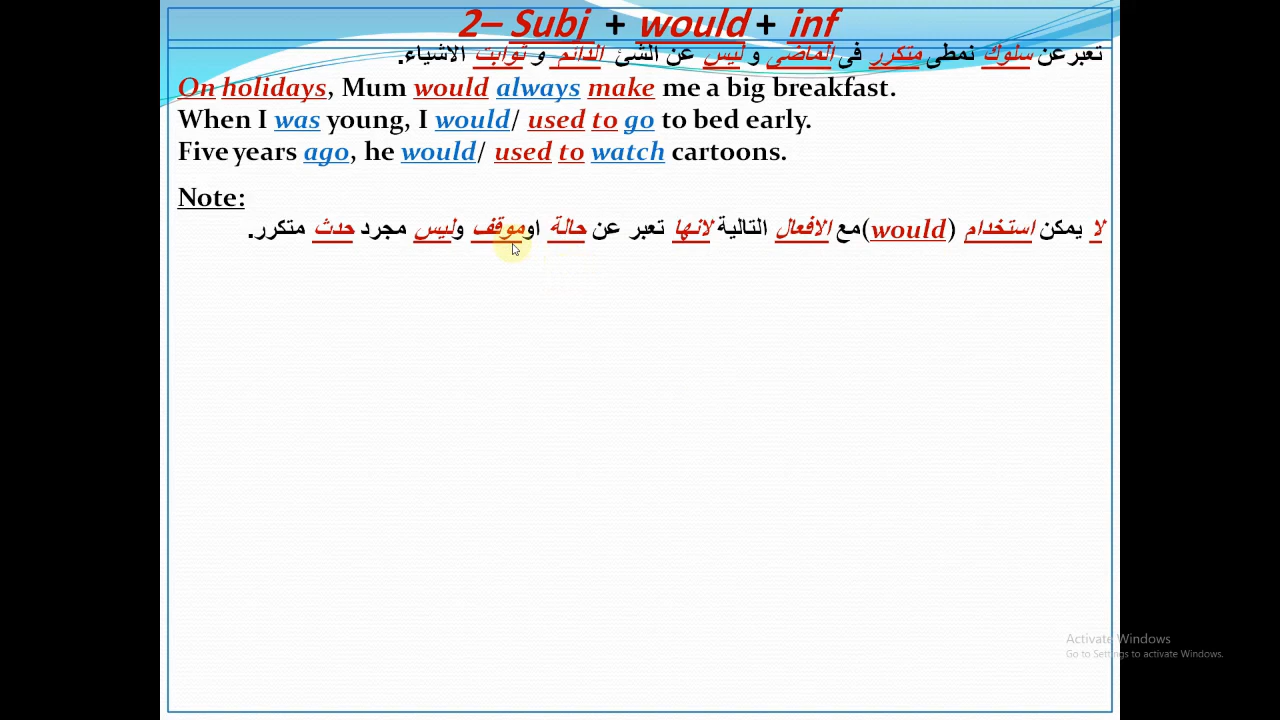 2– Subj + would + inf
تعبرعن سلوك نمطى متكرر فى الماضى و ليس عن الشئ الدائم و ثوابت الاشياء.
On holidays, Mum would always make me a big breakfast.
When I was young, I would/ used to go to bed early.
Five years ago, he would/ used to watch cartoons.
Note:
لا يمكن استخدام (would)مع الافعال التالية لانها تعبر عن حالة اوموقف وليس مجرد حدث متكرر.
Activate Windows
Go to Settings to activate Windows.